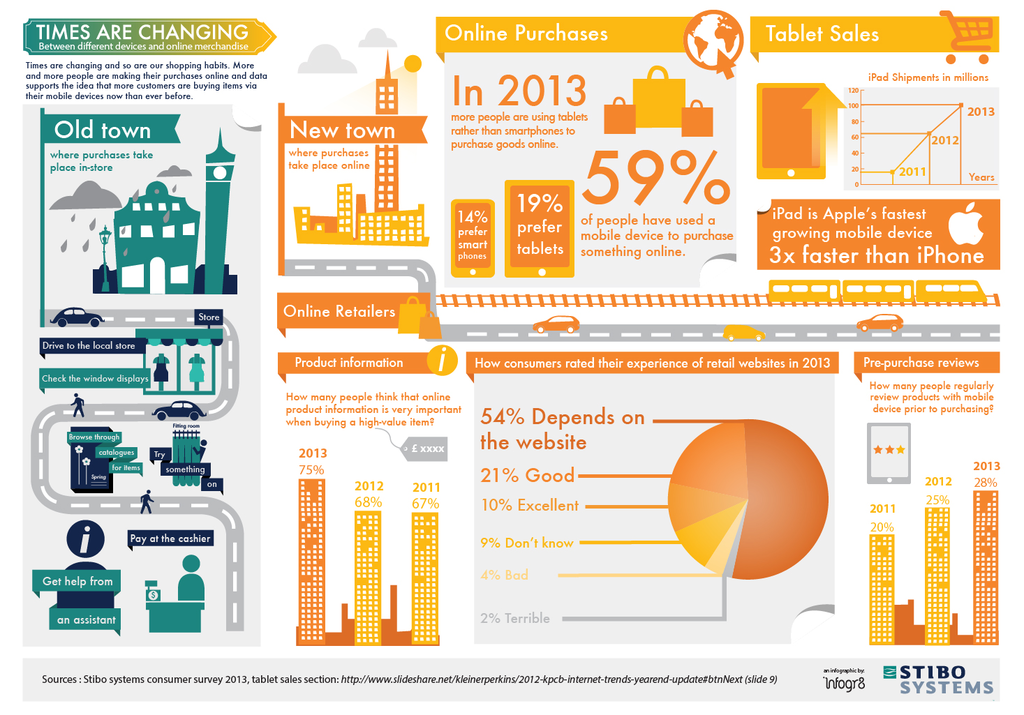 TIMES ARE CHANGING
Between different devices and online merchandise
Times are changing and so are our shopping habits. More
and more people are making their purchases online and data
supports the idea that more customers are buying items via
their mobile devices now than ever before.
Old town
where purchases take
place in-store
Store
Drive to the local store
Check the window displays
Browse through
catalogues
for items
Spring
Fitting room
Try
something
on
i
Pay at the cashier
$
Get help from
an assistant
New town
where purchases
take place online
Online Purchases
In 2013
more people are using tablets
rather than smartphones to
purchase goods online.
14%
prefer
smart
phones
19%
prefer
tablets
59%
of people have used a
mobile device to purchase
something online.
Tablet Sales
iPad Shipments in millions
120
100
80
60
40
20
0
2011
2012
2013
Years
iPad is Apple's fastest
growing mobile device
3x faster than iPhone
Online Retailers
Product information
i
How many people think that online
product information is very important
when buying a high-value item?
£ xxxx
2013
75%
2012
68%
2011
67%
How consumers rated their experience of retail websites in 2013
54% Depends on
the website
21% Good
10% Excellent
9% Don't know
4% Bad
2% Terrible
Pre-purchase reviews
How many people regularly
review products with mobile
device prior to purchasing?
2011
20%
2012
25%
2013
28%
Sources : Stibo systems consumer survey 2013, tablet sales section: http://www.slideshare.net/kleinerperkins/2012-kpcb-internet-trends-yearend-update#btnNext (slide 9)
an infographic by:
infogr8
STIBO
SYSTEMS